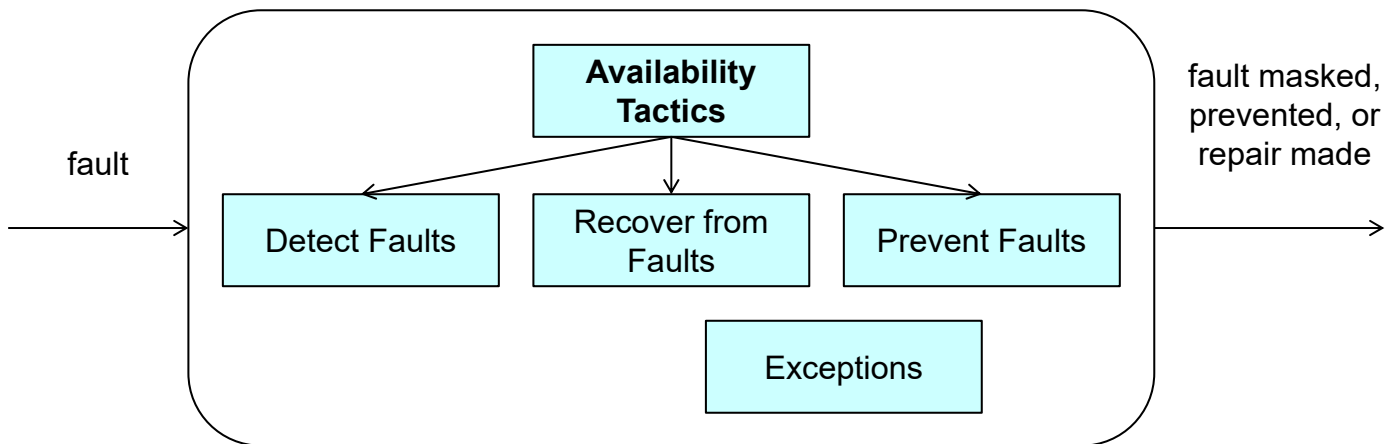 Availability
Tactics
fault masked,
prevented, or
repair made
fault
Detect Faults
Recover from
Faults
Prevent Faults
Exceptions